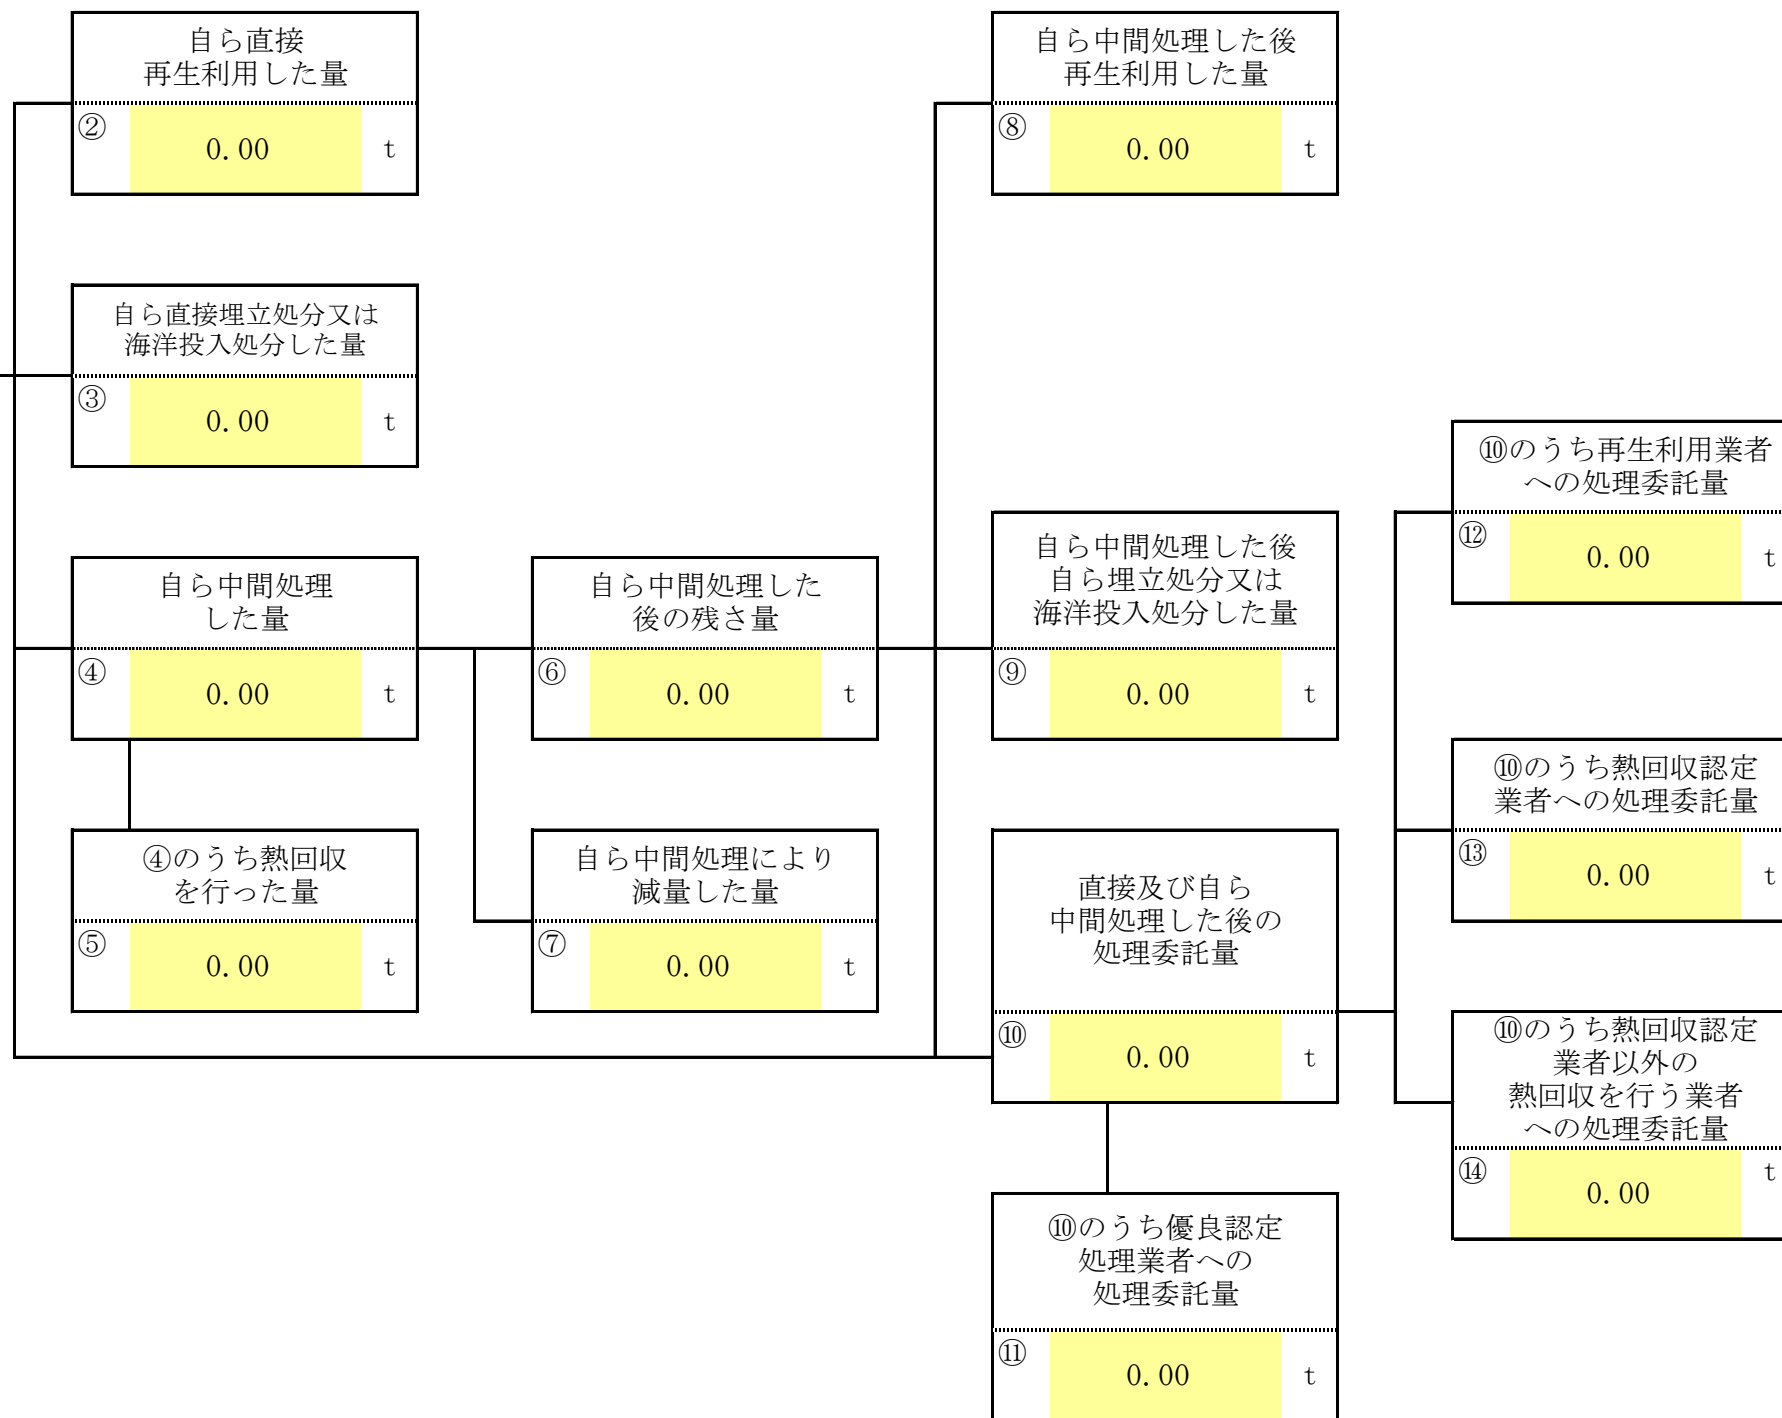 自ら直接
再生利用した量
②
0.00
t
自ら中間処理した後
再生利用した量
⑧
0.00
t
自ら直接埋立処分又は
海洋投入処分した量
③
0.00
t
⑩のうち再生利用業者
への処理委託量
⑫
0.00
t
自ら中間処理
した量
④
0.00
t
自ら中間処理した
後の残さ量
⑥
0.00
t
自ら中間処理した後
自ら埋立処分又は
海洋投入処分した量
⑨
0.00
t
⑩のうち熱回収認定
業者への処理委託量
⑬
0.00
t
④のうち熱回収
を行った量
⑤
0.00
t
自ら中間処理により
減量した量
⑦
0.00
t
直接及び自ら
中間処理した後の
処理委託量
⑩
0.00
t
⑩のうち熱回収認定
業者以外の
熱回収を行う業者
への処理委託量
⑭
0.00
t
⑩のうち優良認定
処理業者への
処理委託量
⑪
0.00
t